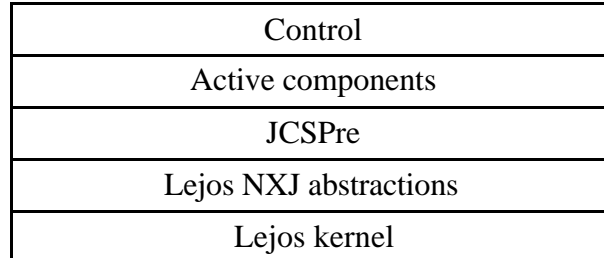 Control
Active components
JCSPre
Lejos NXJ abstractions
Lejos kernel